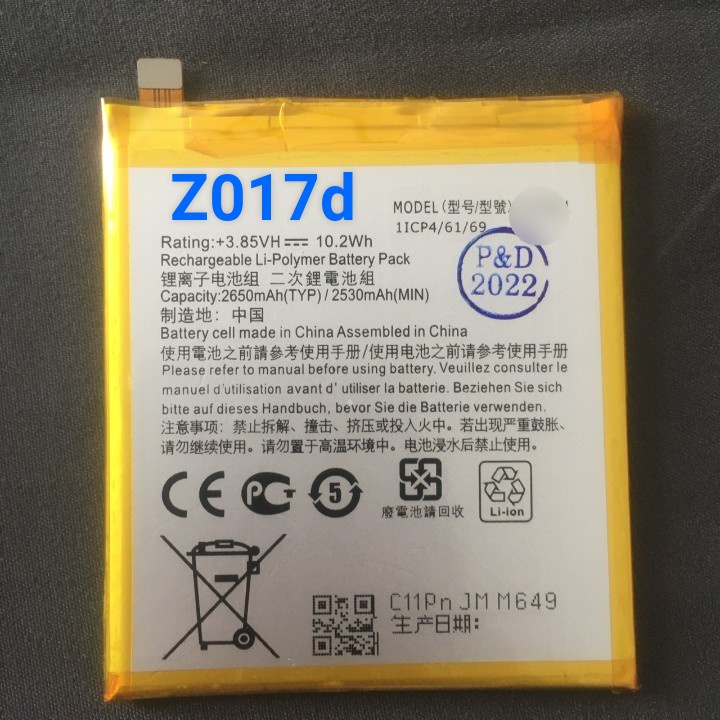 Z017d
MODEL (型号/型號)
1ICP4/61/69
Rating:+3.85VH 10.2Wh
Rechargeable Li-Polymer Battery Pack
锂离子电池组 二次鋰電池組
Capacity:2650mAh(TYP) / 2530mAh(MIN)
制造地: 中国
Battery cell made in China Assembled in China
P&D
2022
使用電池之前請參考使用手册/使用电池之前请参考使用手册
Please refer to manual before using battery. Veuillez consulter le
manuel d'utilisation avant d' utiliser la batterie. Beziehen Sie sich
bitte auf dieses Handbuch, bevor Sie die Batterie verwenden.
注意事项: 禁止拆解、撞击、挤压或投入火中。若出现严重鼓胀、
请勿继续使用。请勿置于高温环境中。电池浸水后禁止使用。
CE PC 5
廢電池請回收
Li-ion
C11Pn JM M649
生产日期: